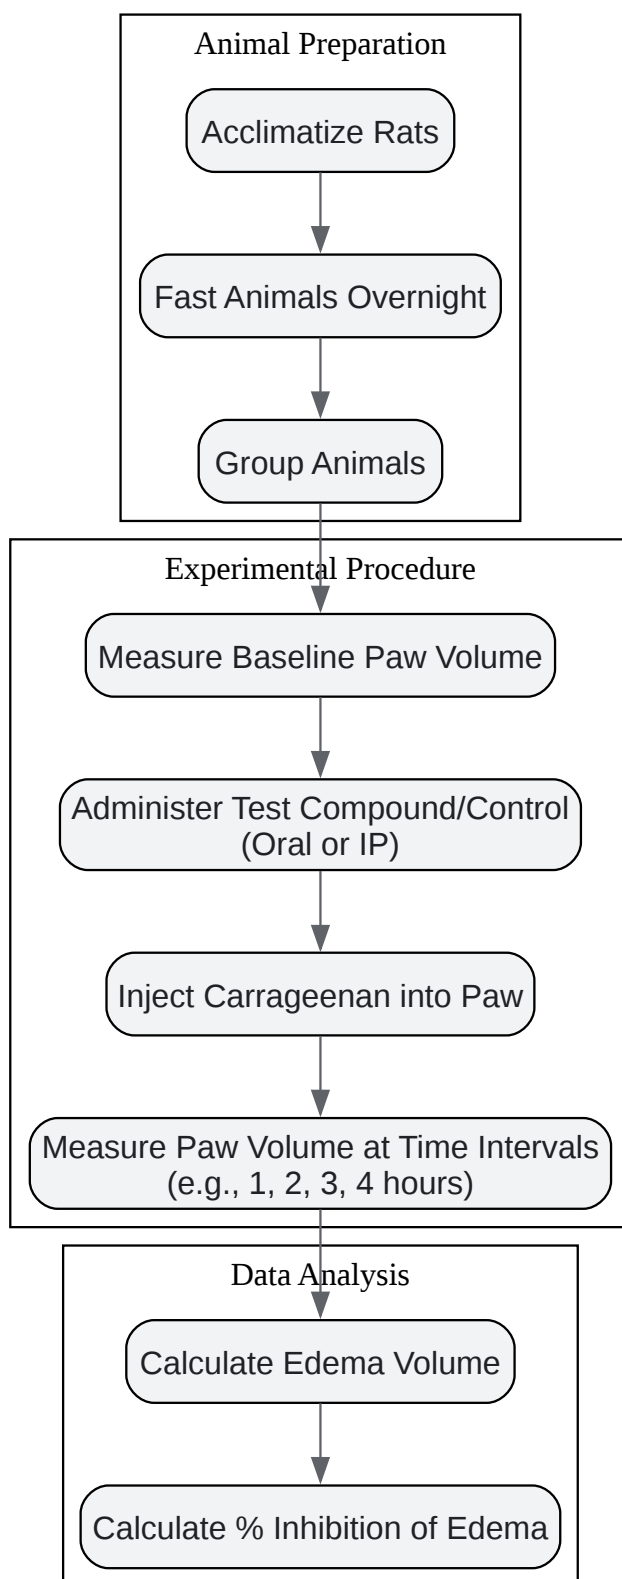 Animal Preparation
Acclimatize Rats
Fast Animals Overnight
Group Animals
Experimental Procedure
Measure Baseline Paw Volume
Administer Test Compound/Control
(Oral or IP)
Inject Carrageenan into Paw
Measure Paw Volume at Time Intervals
(e.g., 1, 2, 3, 4 hours)
Data Analysis
Calculate Edema Volume
Calculate % Inhibition of Edema